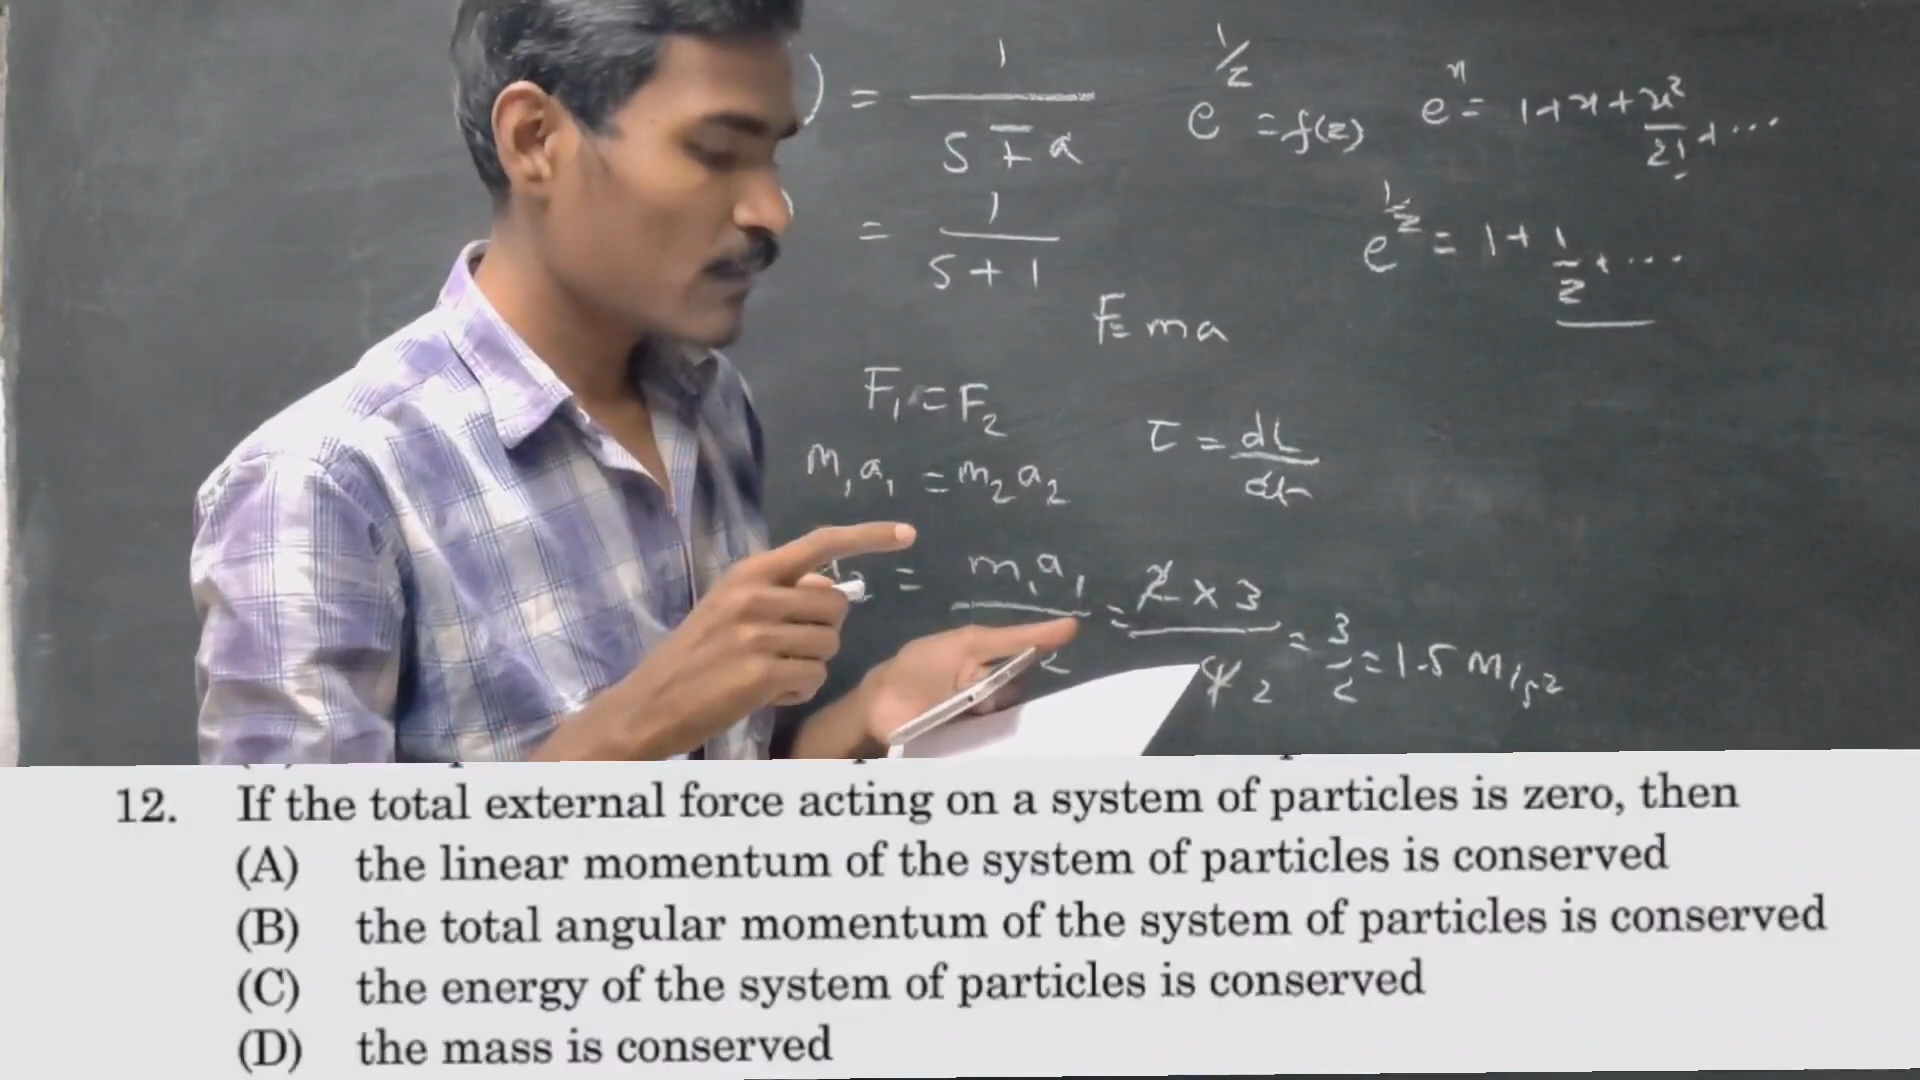 ) = 1 / (s ∓ a)
= 1 / (s + 1)
e^(1/z) = f(z)
e^x = 1 + x + x²/2! + ...
e^(1/z) = 1 + 1/z + ...
F = ma
F₁ = F₂
m₁a₁ = m₂a₂
τ = dL/dt
= m₁a₁ / = 2 × 3 / 4 2 = 3/2 = 1.5 m/s²
12. If the total external force acting on a system of particles is zero, then
(A) the linear momentum of the system of particles is conserved
(B) the total angular momentum of the system of particles is conserved
(C) the energy of the system of particles is conserved
(D) the mass is conserved